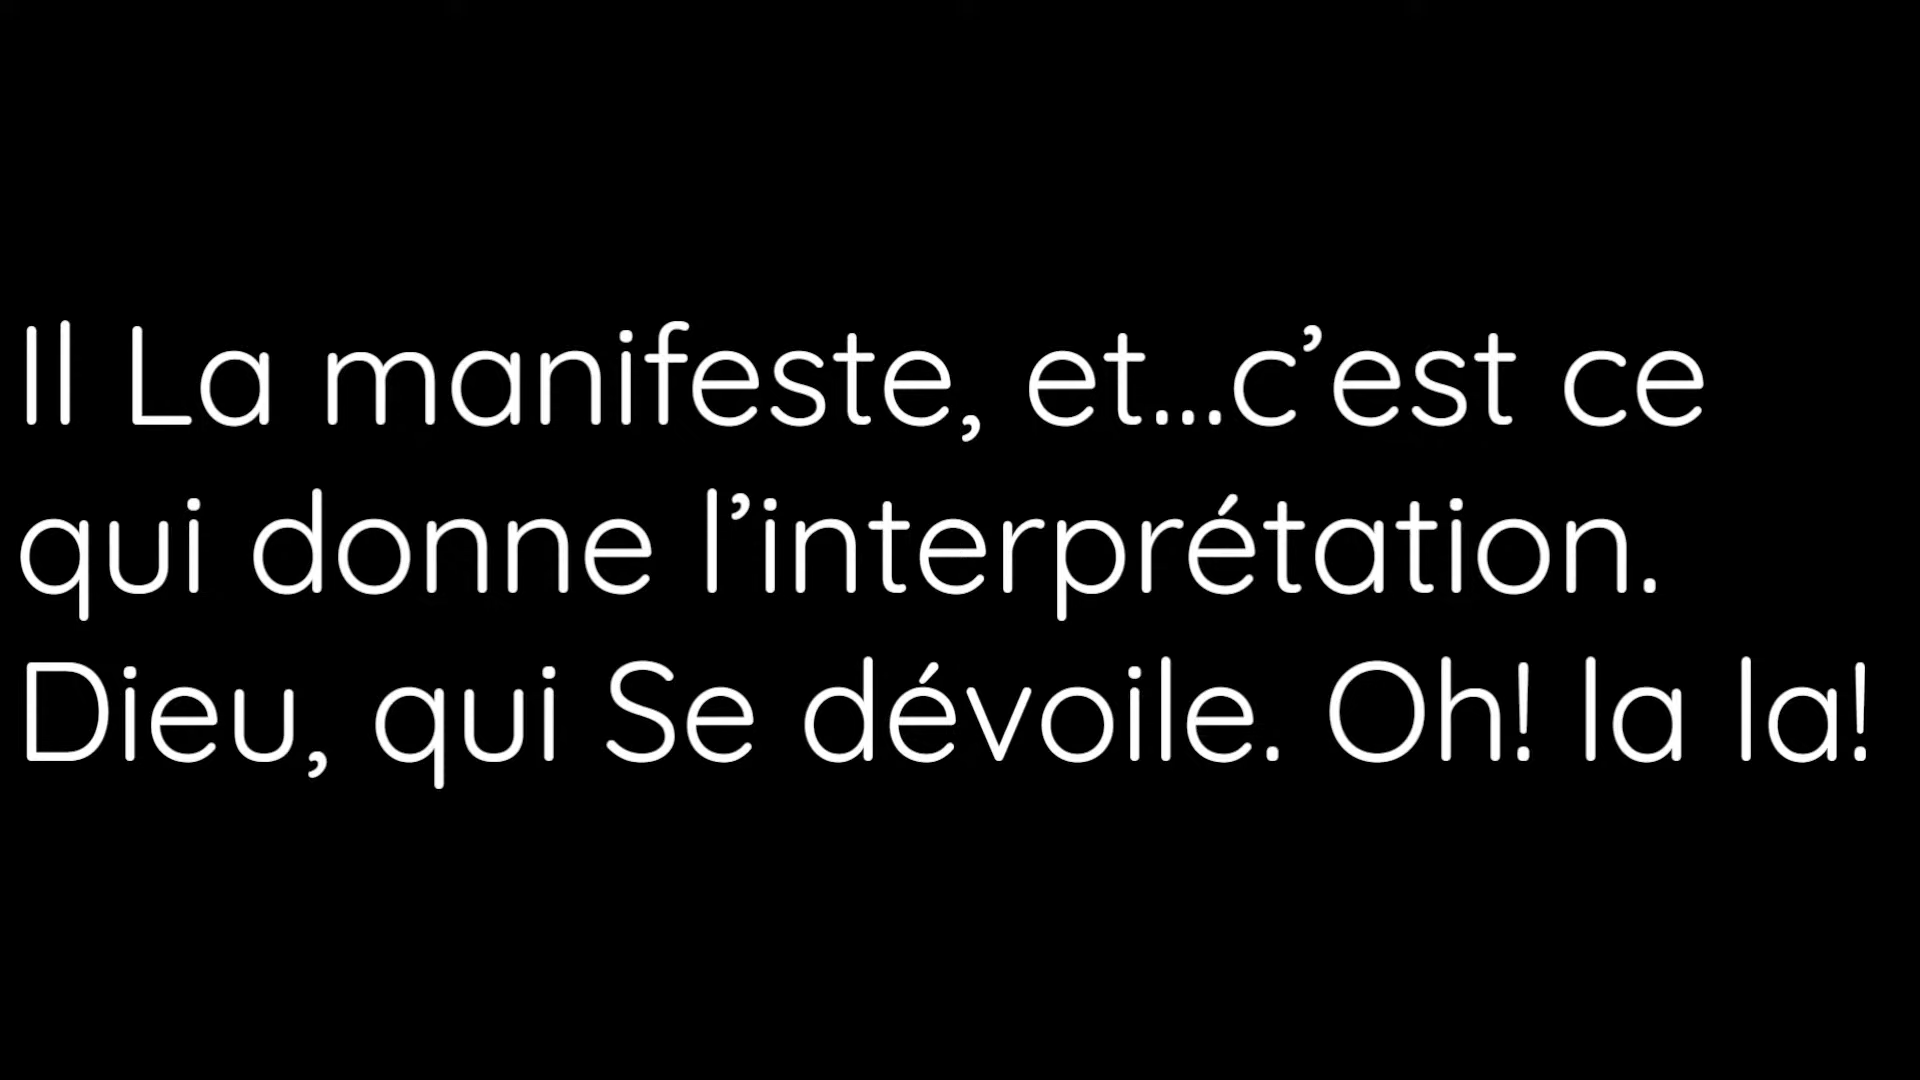 Il La manifeste, et...c’est ce
qui donne l’interprétation.
Dieu, qui Se dévoile. Oh! la la!